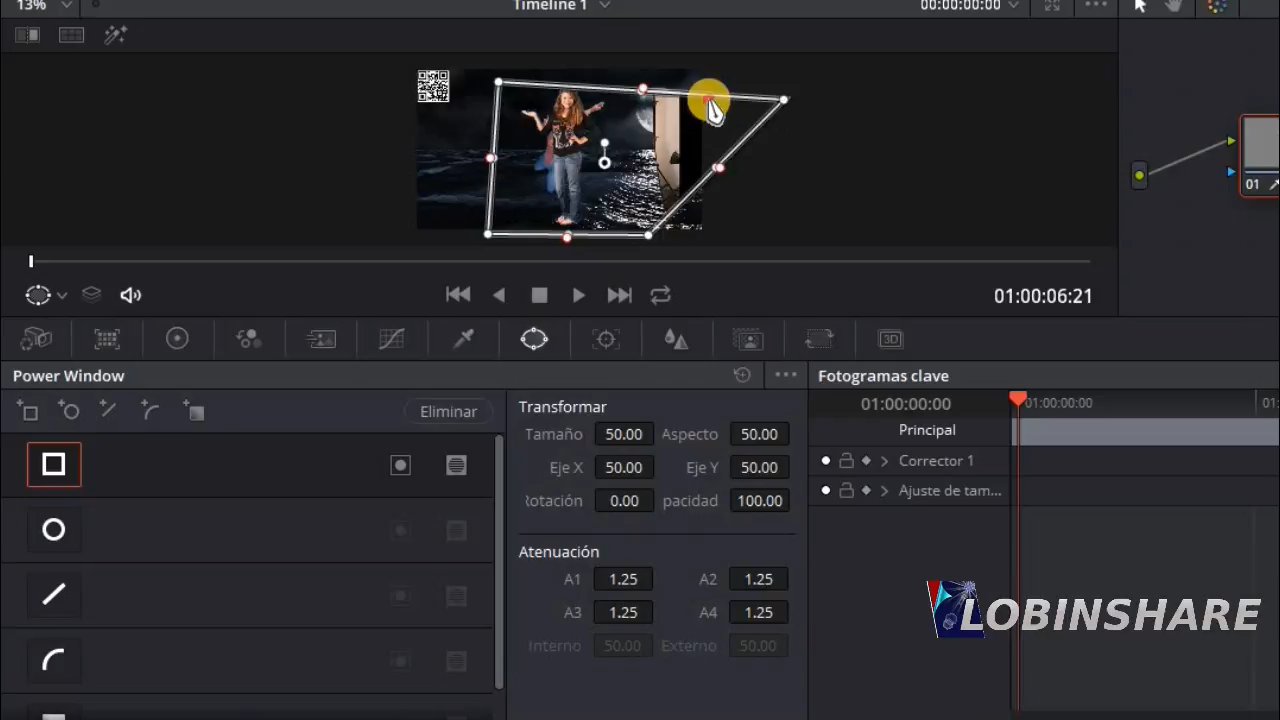 13%
Timeline 1
00:00:00:00
01
01:00:06:21
Power Window
Fotogramas clave
Eliminar
Transformar
Tamaño 50.00 Aspecto 50.00
Eje X 50.00 Eje Y 50.00
Rotación 0.00 pacidad 100.00
Atenuación
A1 1.25 A2 1.25
A3 1.25 A4 1.25
Interno 50.00 Externo 50.00
01:00:00:00
01:00:00:00
01:
Principal
Corrector 1
Ajuste de tam...
3D
LOBINSHARE